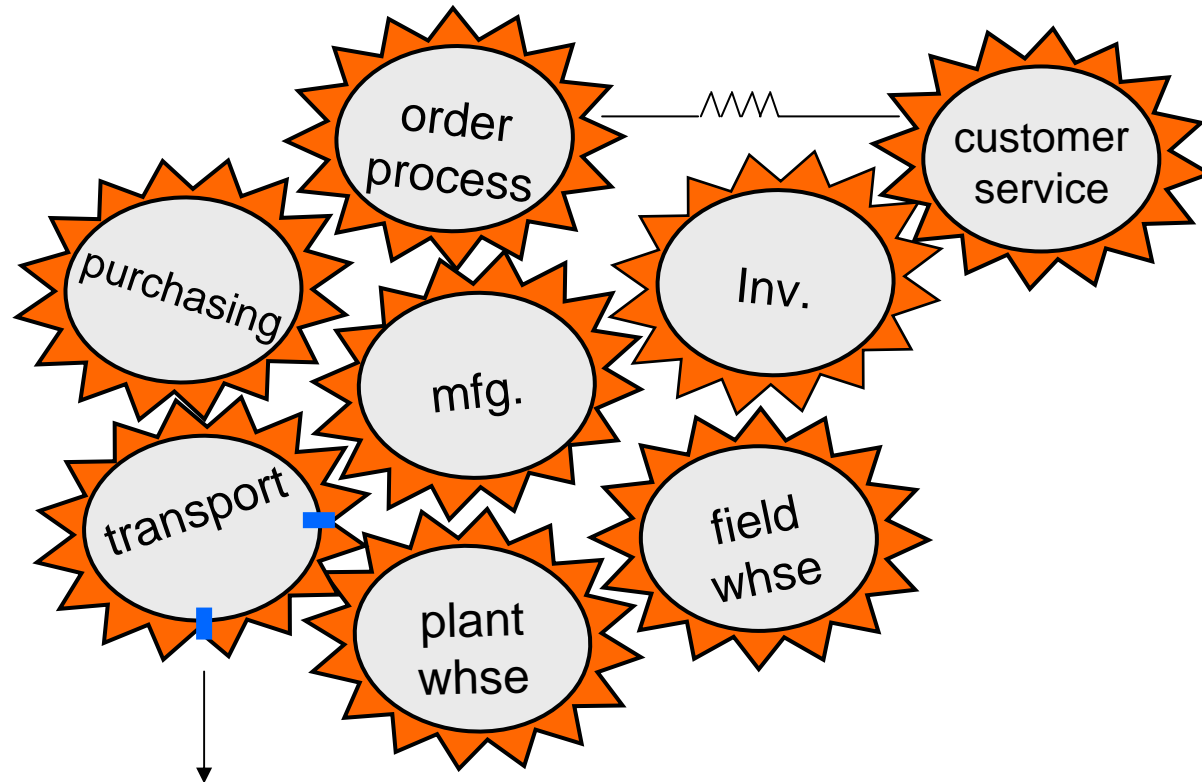 order
process
customer
service
purchasing
Inv.
mfg.
transport
field
whse
plant
whse